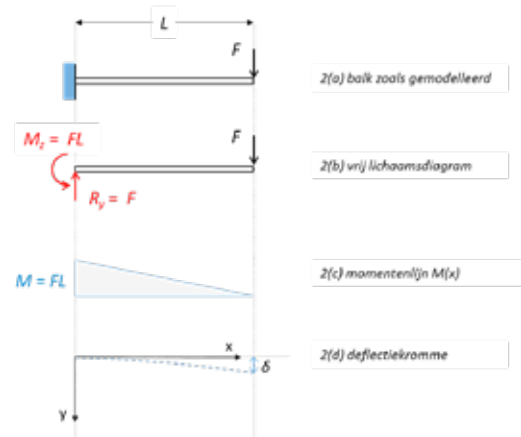 L
F
2(a) balk zoals gemodelleerd
F
M_z = FL
2(b) vrij lichaamsdiagram
R_y = F
M = FL
2(c) momentenlijn M(x)
x
2(d) deflectiekromme
δ
y